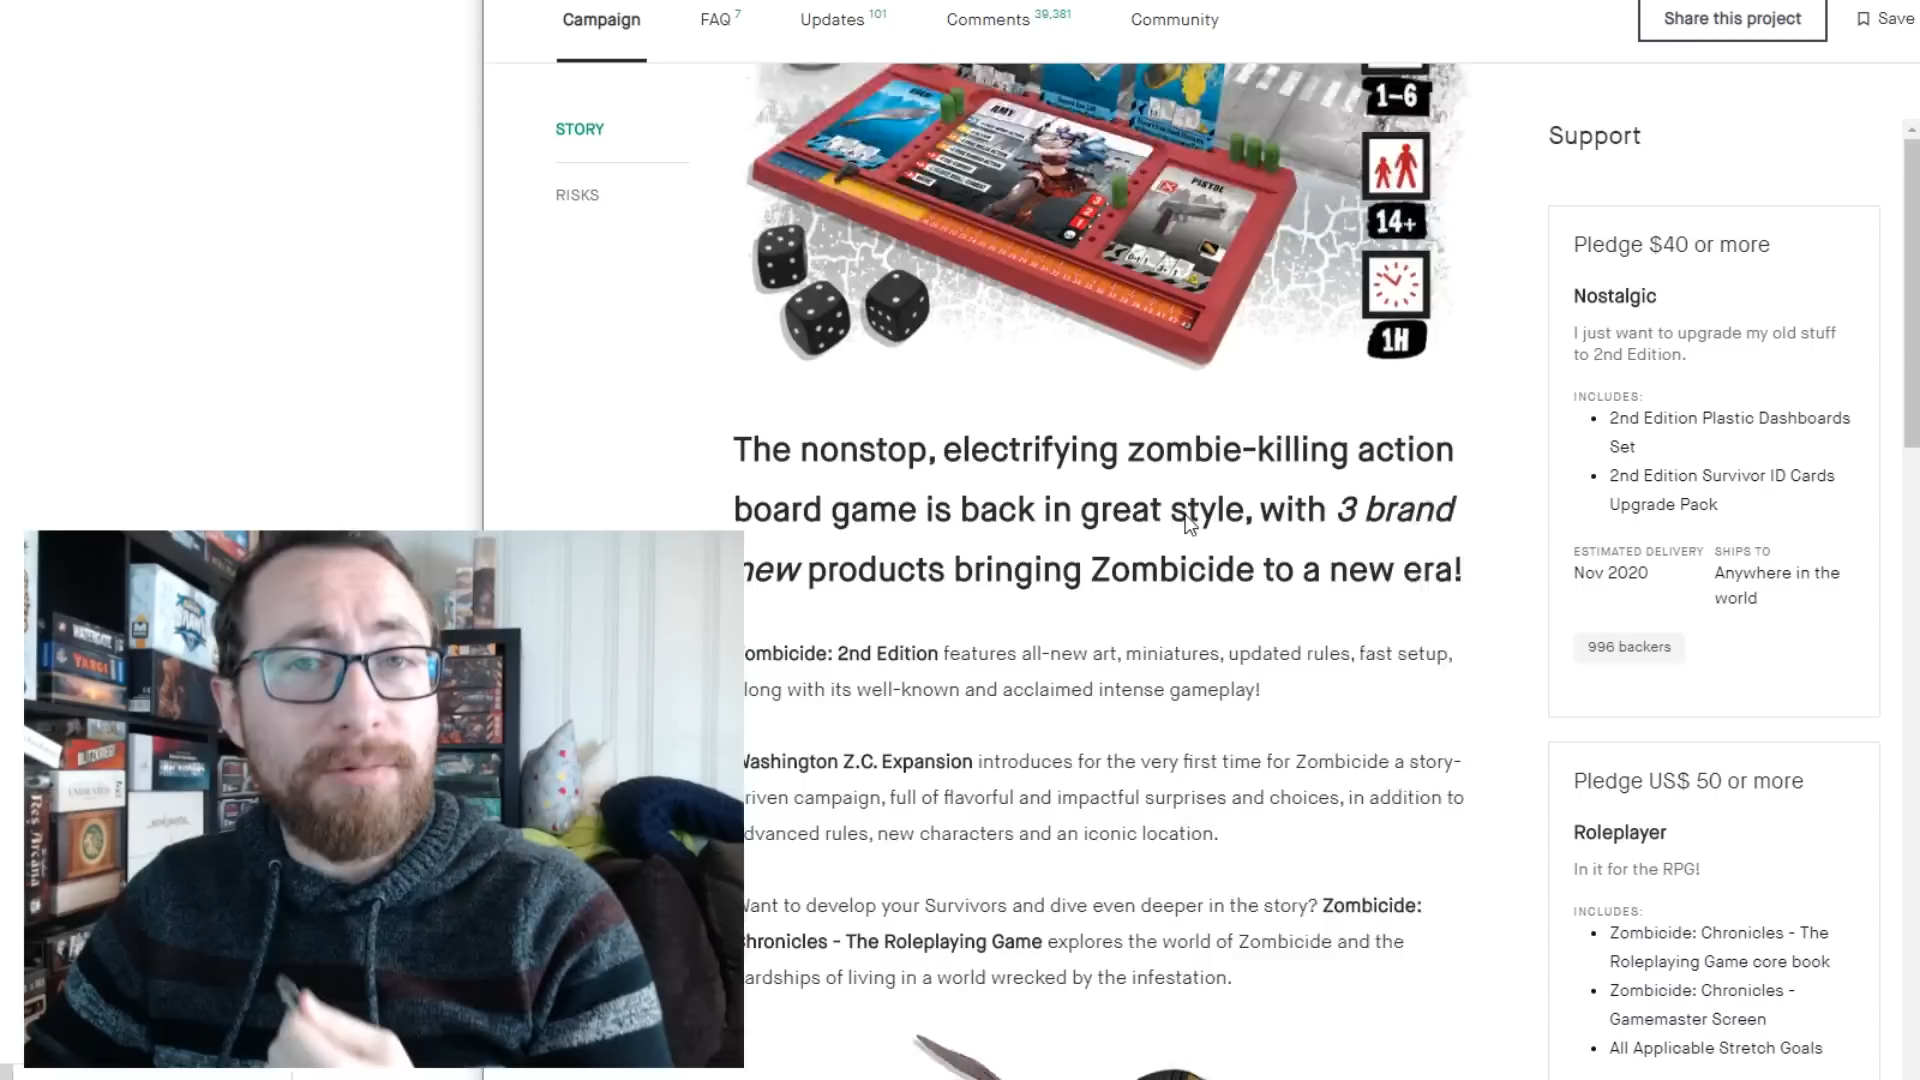 Campaign
FAQ 7
Updates 101
Comments 39,381
Community
Share this project
Save
STORY
RISKS
AMY
PISTOL
1-6
14+
1H
The nonstop, electrifying zombie-killing action
board game is back in great style, with 3 brand
new products bringing Zombicide to a new era!
ombicide: 2nd Edition features all-new art, miniatures, updated rules, fast setup,
long with its well-known and acclaimed intense gameplay!
Washington Z.C. Expansion introduces for the very first time for Zombicide a story-
riven campaign, full of flavorful and impactful surprises and choices, in addition to
dvanced rules, new characters and an iconic location.
Want to develop your Survivors and dive even deeper in the story? Zombicide:
hronicles - The Roleplaying Game explores the world of Zombicide and the
ardships of living in a world wrecked by the infestation.
Support
Pledge $40 or more
Nostalgic
I just want to upgrade my old stuff
to 2nd Edition.
INCLUDES:
• 2nd Edition Plastic Dashboards
Set
• 2nd Edition Survivor ID Cards
Upgrade Pack
ESTIMATED DELIVERY SHIPS TO
Nov 2020 Anywhere in the
world
996 backers
Pledge US$ 50 or more
Roleplayer
In it for the RPG!
INCLUDES:
• Zombicide: Chronicles - The
Roleplaying Game core book
• Zombicide: Chronicles -
Gamemaster Screen
• All Applicable Stretch Goals
WATERGATE
TARGI
BLITZKRIEG!
UNDAUNTED
Res Arcana